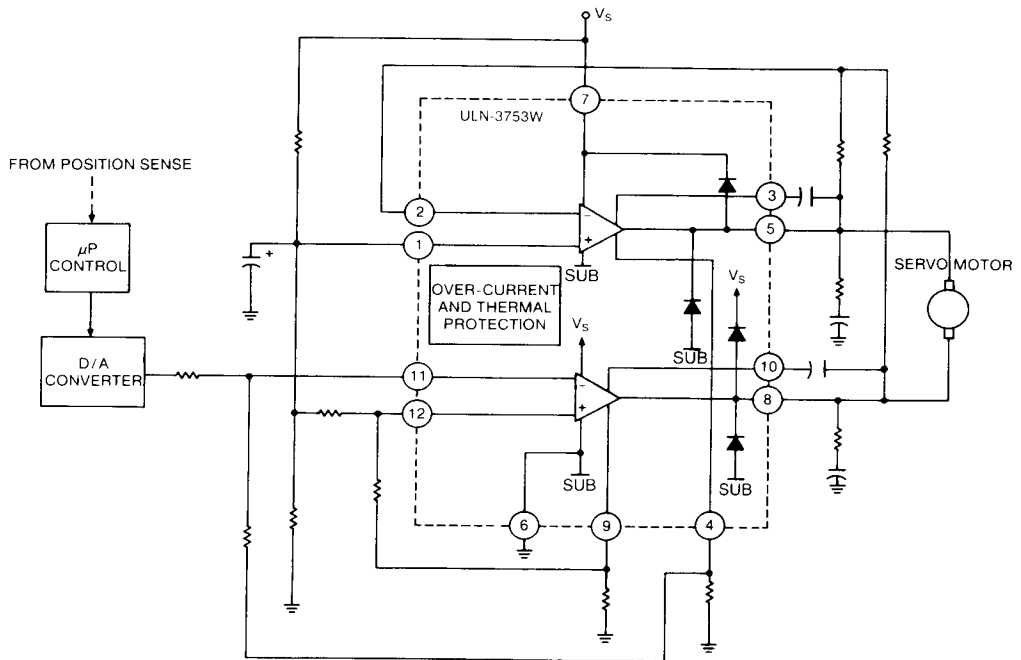 VS
7
ULN-3753W
FROM POSITION SENSE
µP
CONTROL
D/A
CONVERTER
2
1
−
+
SUB
3
5
OVER-CURRENT
AND THERMAL
PROTECTION
SUB
VS
SERVO MOTOR
+
VS
11
12
−
+
SUB
10
8
SUB
6
9
4